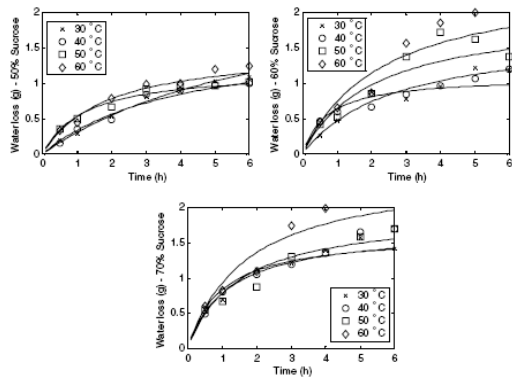 Water loss (g) - 50% Sucrose
2
1.5
1
0.5
0
× 30 °C
○ 40 °C
□ 50 °C
◇ 60 °C
0 1 2 3 4 5 6
Time (h)
Water loss (g) - 60% Sucrose
2
1.5
1
0.5
0
× 30 °C
○ 40 °C
□ 50 °C
◇ 60 °C
0 1 2 3 4 5 6
Time (h)
Water loss (g) - 70% Sucrose
2
1.5
1
0.5
0
× 30 °C
○ 40 °C
□ 50 °C
◇ 60 °C
0 1 2 3 4 5 6
Time (h)